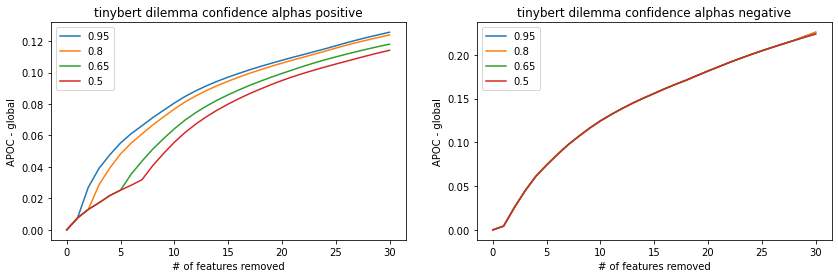 tinybert dilemma confidence alphas positive
0.95
0.8
0.65
0.5
0.12
0.10
0.08
0.06
0.04
0.02
0.00
APOC - global
0 5 10 15 20 25 30
# of features removed
tinybert dilemma confidence alphas negative
0.95
0.8
0.65
0.5
0.20
0.15
0.10
0.05
0.00
APOC - global
0 5 10 15 20 25 30
# of features removed